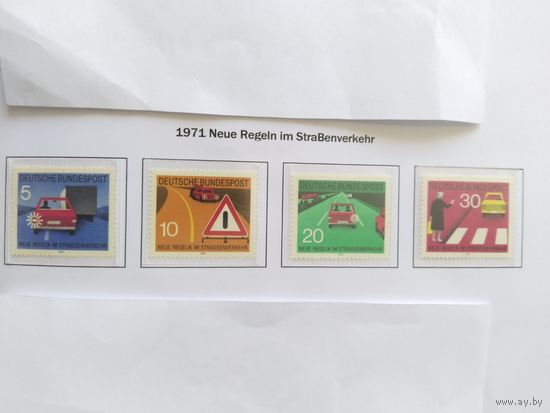 1971 Neue Regeln im StraBenverkehr
5
DEUTSCHE BUNDESPOST
NEUE REGELN IM STRASSENVERKEHR
DEUTSCHE BUNDESPOST
10
NEUE REGELN IM STRASSENVERKEHR
DEUTSCHE BUNDESPOST
20
NEUE REGELN IM STRASSENVERKEHR
DEUTSCHE BUNDESPOST
30
NEUE REGELN IM STRASSENVERKEHR
www.ay.by